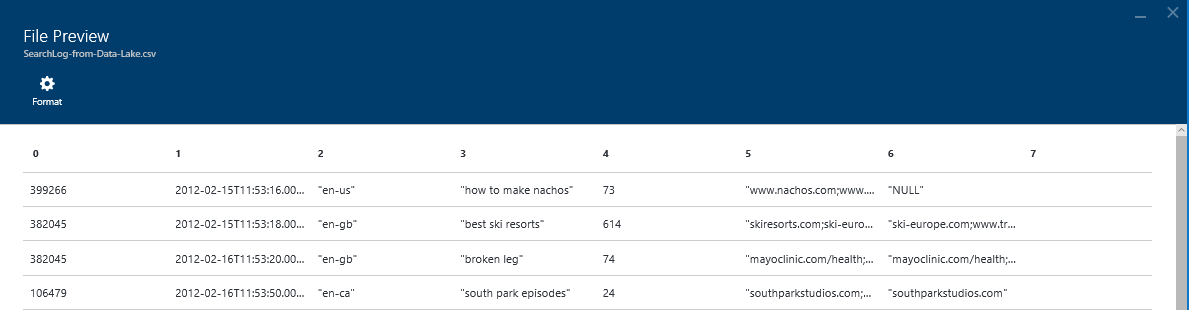 File Preview
SearchLog-from-Data-Lake.csv
Format
0 1 2 3 4 5 6 7
399266 2012-02-15T11:53:16.00... "en-us" "how to make nachos" 73 "www.nachos.com;www.... "NULL"
382045 2012-02-15T11:53:18.00... "en-gb" "best ski resorts" 614 "skiresorts.com;ski-euro... "ski-europe.com;www.tr...
382045 2012-02-16T11:53:20.00... "en-gb" "broken leg" 74 "mayoclinic.com/health;... "mayoclinic.com/health;...
106479 2012-02-16T11:53:50.00... "en-ca" "south park episodes" 24 "southparkstudios.com;... "southparkstudios.com"